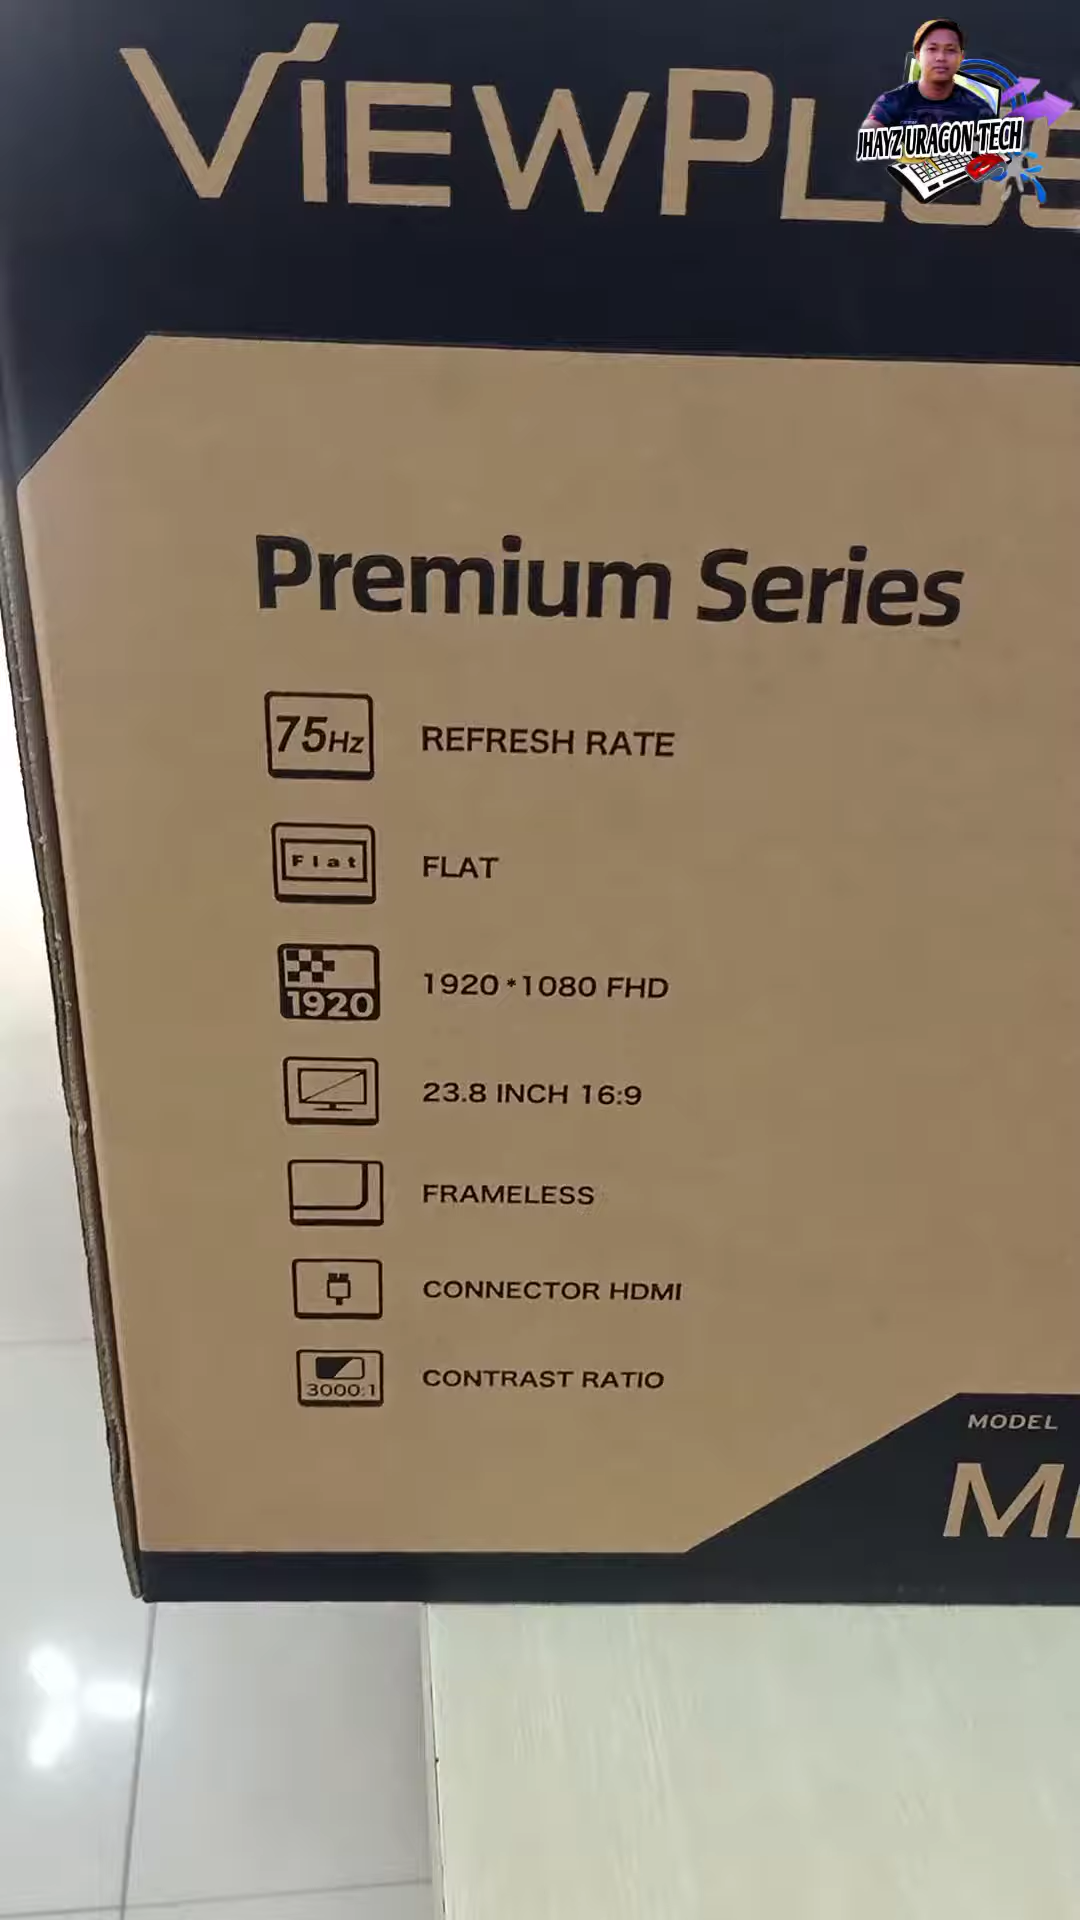 VIEWPLUS
JHAYZ URAGON TECH
Premium Series
75Hz REFRESH RATE
Flat FLAT
1920 1920*1080 FHD
23.8 INCH 16:9
FRAMELESS
CONNECTOR HDMI
3000:1 CONTRAST RATIO
MODEL